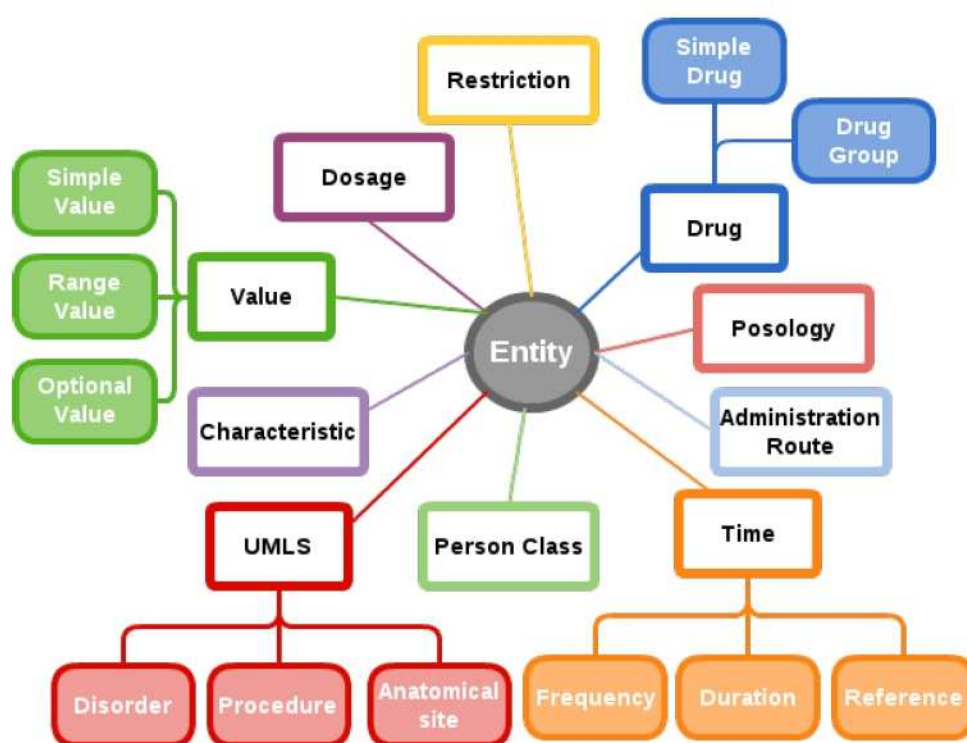 Simple
Drug
Restriction
Drug
Group
Dosage
Simple
Value
Drug
Range
Value
Value
Posology
Entity
Optional
Value
Characteristic
Administration
Route
UMLS
Person Class
Time
Disorder
Procedure
Anatomical
site
Frequency
Duration
Reference